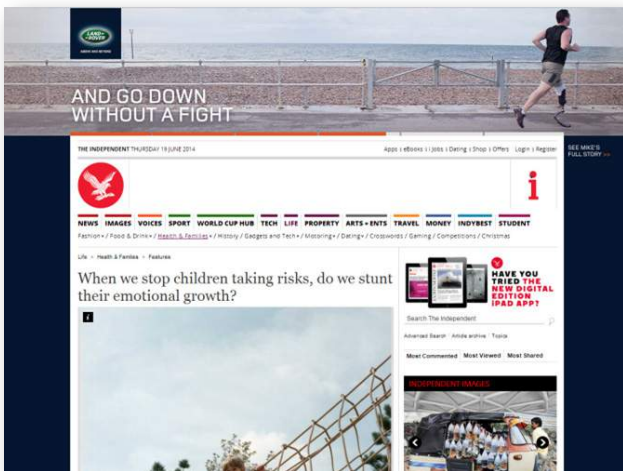 LAND-
ROVER
AND GO DOWN
WITHOUT A FIGHT
THE INDEPENDENT THURSDAY 19 JUNE 2014
Apps | eBooks | i Jobs | Dating | Shop | Offers Login | Register
SEE MIKE'S
FULL STORY >>
i
NEWS IMAGES VOICES SPORT WORLD CUP HUB TECH LIFE PROPERTY ARTS + ENTS TRAVEL MONEY INDYBEST STUDENT
Fashion / Food & Drink / Health & Families / History / Gadgets and Tech / Motoring / Dating / Crosswords / Gaming / Competitions / Christmas
Life > Health & Families > Features
When we stop children taking risks, do we stunt
their emotional growth?
i
HAVE YOU
TRIED THE
NEW DIGITAL
EDITION
iPAD APP?
Search The Independent
Advanced Search Article archive Topics
Most Commented Most Viewed Most Shared
INDEPENDENT IMAGES